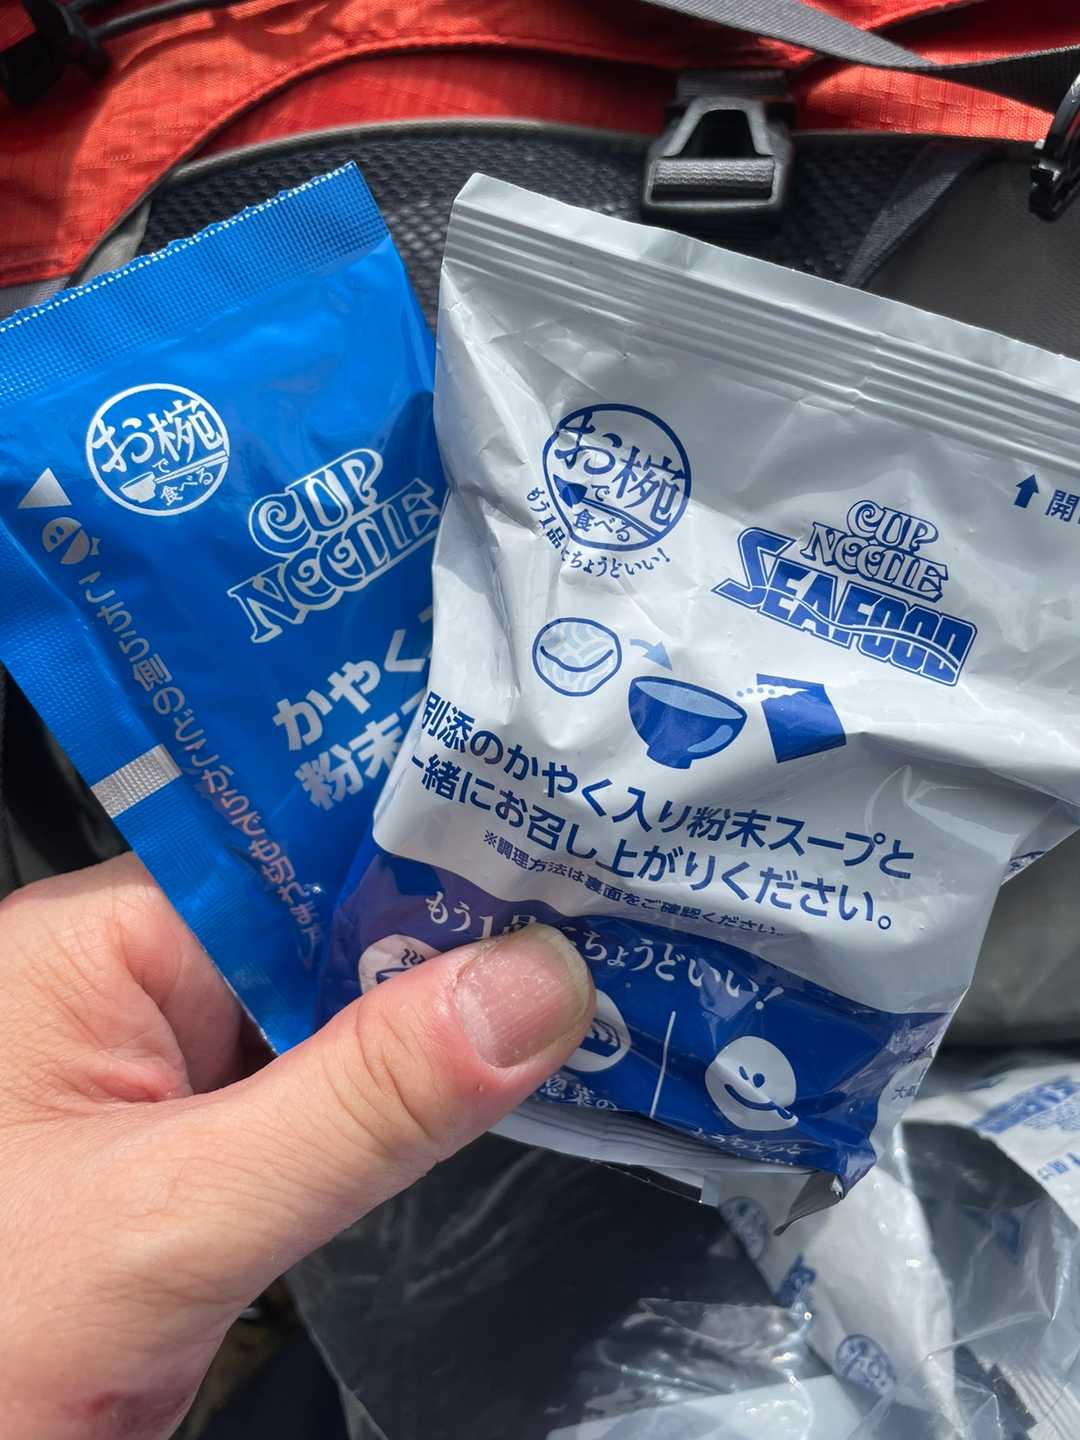 お椀
で
食べる
CUP
NOODLE
かやく
粉末
こちら側のどこからでも切れます
お椀
で
食べる
もう1品にちょうどいい!
CUP
NOODLE
SEAFOOD
開
別添のかやく入り粉末スープと
一緒にお召し上がりください。
※調理方法は裏面をご確認ください。
もう1品にちょうどいい!
惣菜の